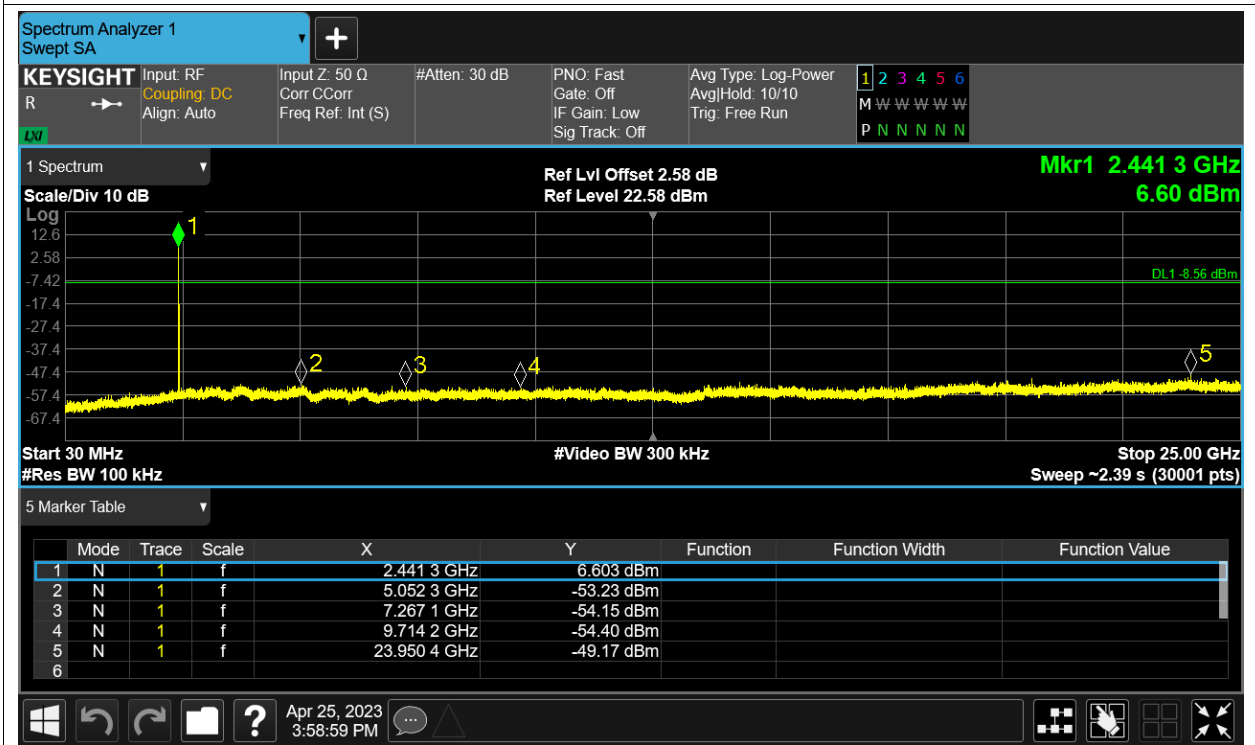 Spectrum Analyzer 1
Swept SA
KEYSIGHT Input: RF Input Z: 50 Ω #Atten: 30 dB PNO: Fast Avg Type: Log-Power 1 2 3 4 5 6
R Coupling: DC Corr CCorr Gate: Off Avg|Hold: 10/10 M W W W W W W
Align: Auto Freq Ref: Int (S) IF Gain: Low Trig: Free Run
LXI Sig Track: Off P N N N N N N
1 Spectrum Ref Lvl Offset 2.58 dB Mkr1 2.441 3 GHz
Scale/Div 10 dB Ref Level 22.58 dBm 6.60 dBm
Log
1
12.6
2.58
-7.42 DL1 -8.56 dBm
-17.4
-27.4
-37.4
2 3 4 5
-47.4
-57.4
-67.4
Start 30 MHz #Video BW 300 kHz Stop 25.00 GHz
#Res BW 100 kHz Sweep ~2.39 s (30001 pts)
5 Marker Table
Mode Trace Scale X Y Function Function Width Function Value
1 N 1 f 2.441 3 GHz 6.603 dBm
2 N 1 f 5.052 3 GHz -53.23 dBm
3 N 1 f 7.267 1 GHz -54.15 dBm
4 N 1 f 9.714 2 GHz -54.40 dBm
5 N 1 f 23.950 4 GHz -49.17 dBm
6
? Apr 25, 2023
3:58:59 PM